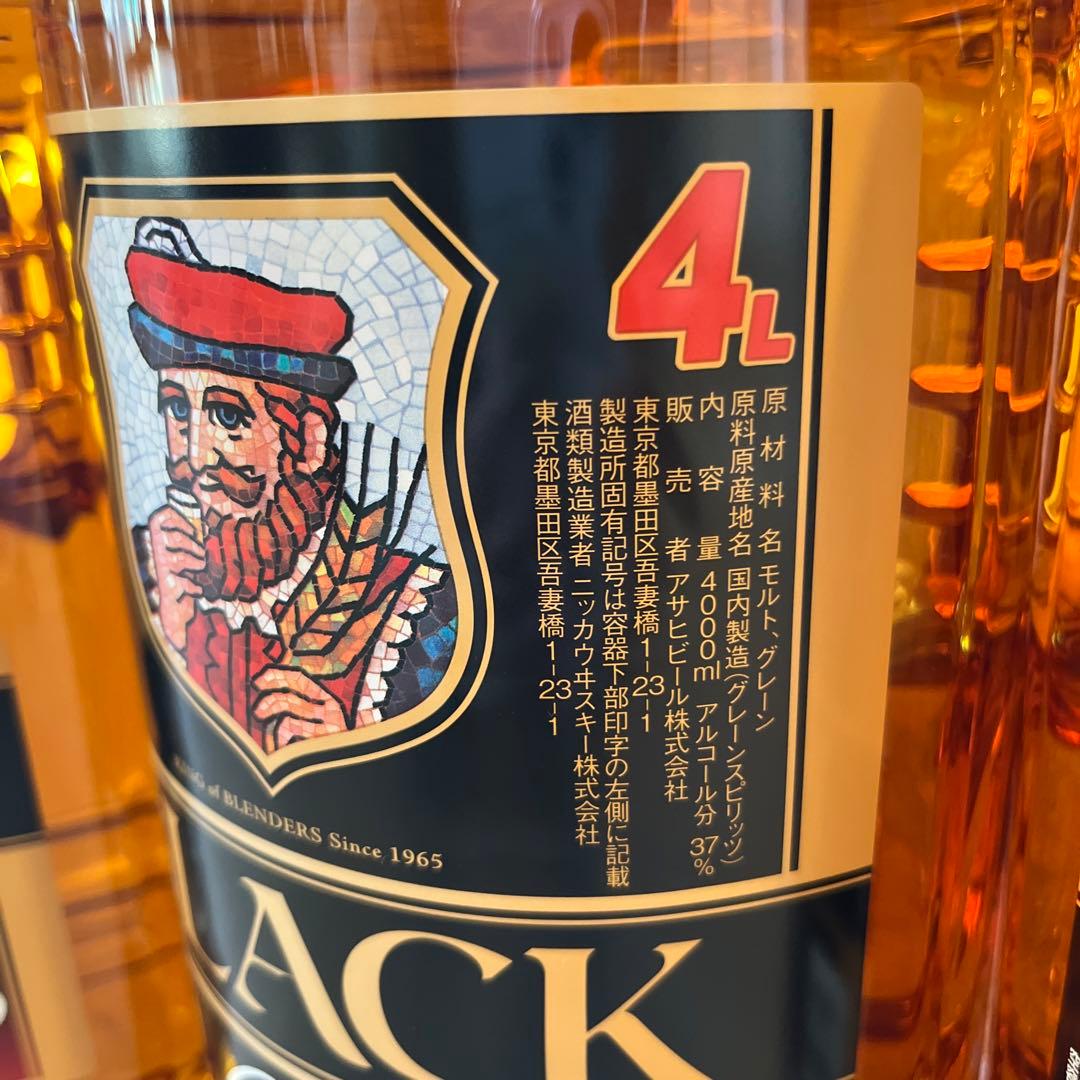 4L
原材料名 モルト、グレーン
原料原産地名 国内製造(グレーンスピリッツ)
内容量 4000ml アルコール分 37%
販売者 アサヒビール株式会社
東京都墨田区吾妻橋1-23-1
製造所固有記号は容器下部印字の左側に記載
酒類製造業者 ニッカウヰスキー株式会社
東京都墨田区吾妻橋1-23-1
KING of BLENDERS Since 1965
LACK